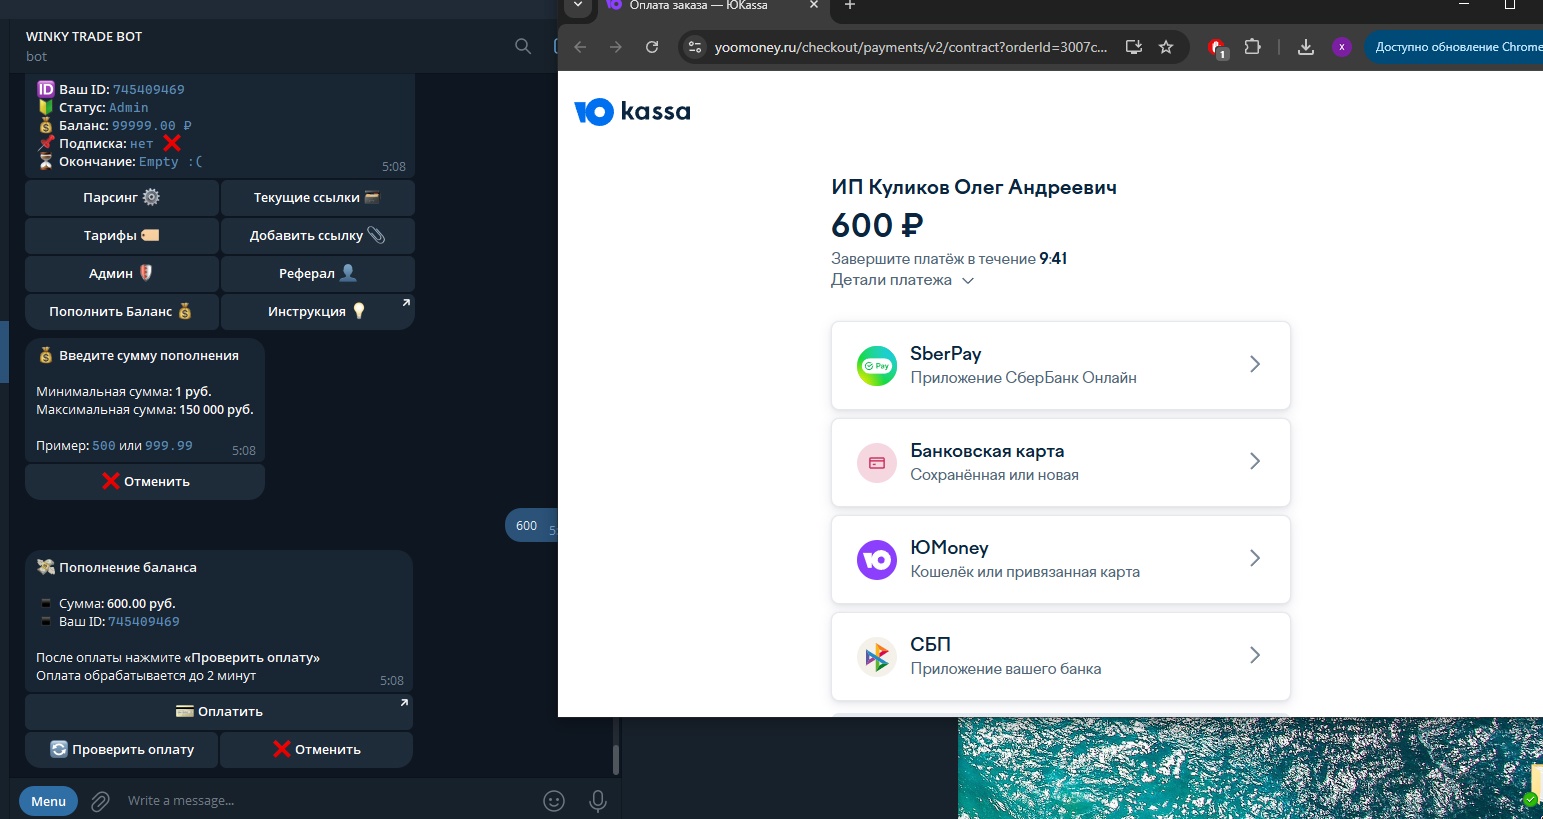 WINKY TRADE BOT
bot
🆔 Ваш ID: 745409469
🔰 Статус: Admin
💰 Баланс: 99999.00 ₽
📌 Подписка: нет ❌
⏳ Окончание: Empty :(
5:08
Парсинг ⚙️
Текущие ссылки
Тарифы 🏷️
Добавить ссылку 📎
Админ 🛡️
Реферал 👤
Пополнить Баланс 💰
Инструкция 💡
💰 Введите сумму пополнения
Минимальная сумма: 1 руб.
Максимальная сумма: 150 000 руб.
Пример: 500 или 999.99
5:08
❌ Отменить
600
5
💸 Пополнение баланса
▪️ Сумма: 600.00 руб.
▪️ Ваш ID: 745409469
После оплаты нажмите «Проверить оплату»
Оплата обрабатывается до 2 минут
5:08
💳 Оплатить
🔄 Проверить оплату
❌ Отменить
Menu
Write a message...
Оплата заказа — ЮKassa
yoomoney.ru/checkout/payments/v2/contract?orderId=3007c...
1
x
Доступно обновление Chrome
Ю kassa
ИП Куликов Олег Андреевич
600 ₽
Завершите платёж в течение 9:41
Детали платежа
Pay
SberPay
Приложение СберБанк Онлайн
Банковская карта
Сохранённая или новая
ЮMoney
Кошелёк или привязанная карта
СБП
Приложение вашего банка